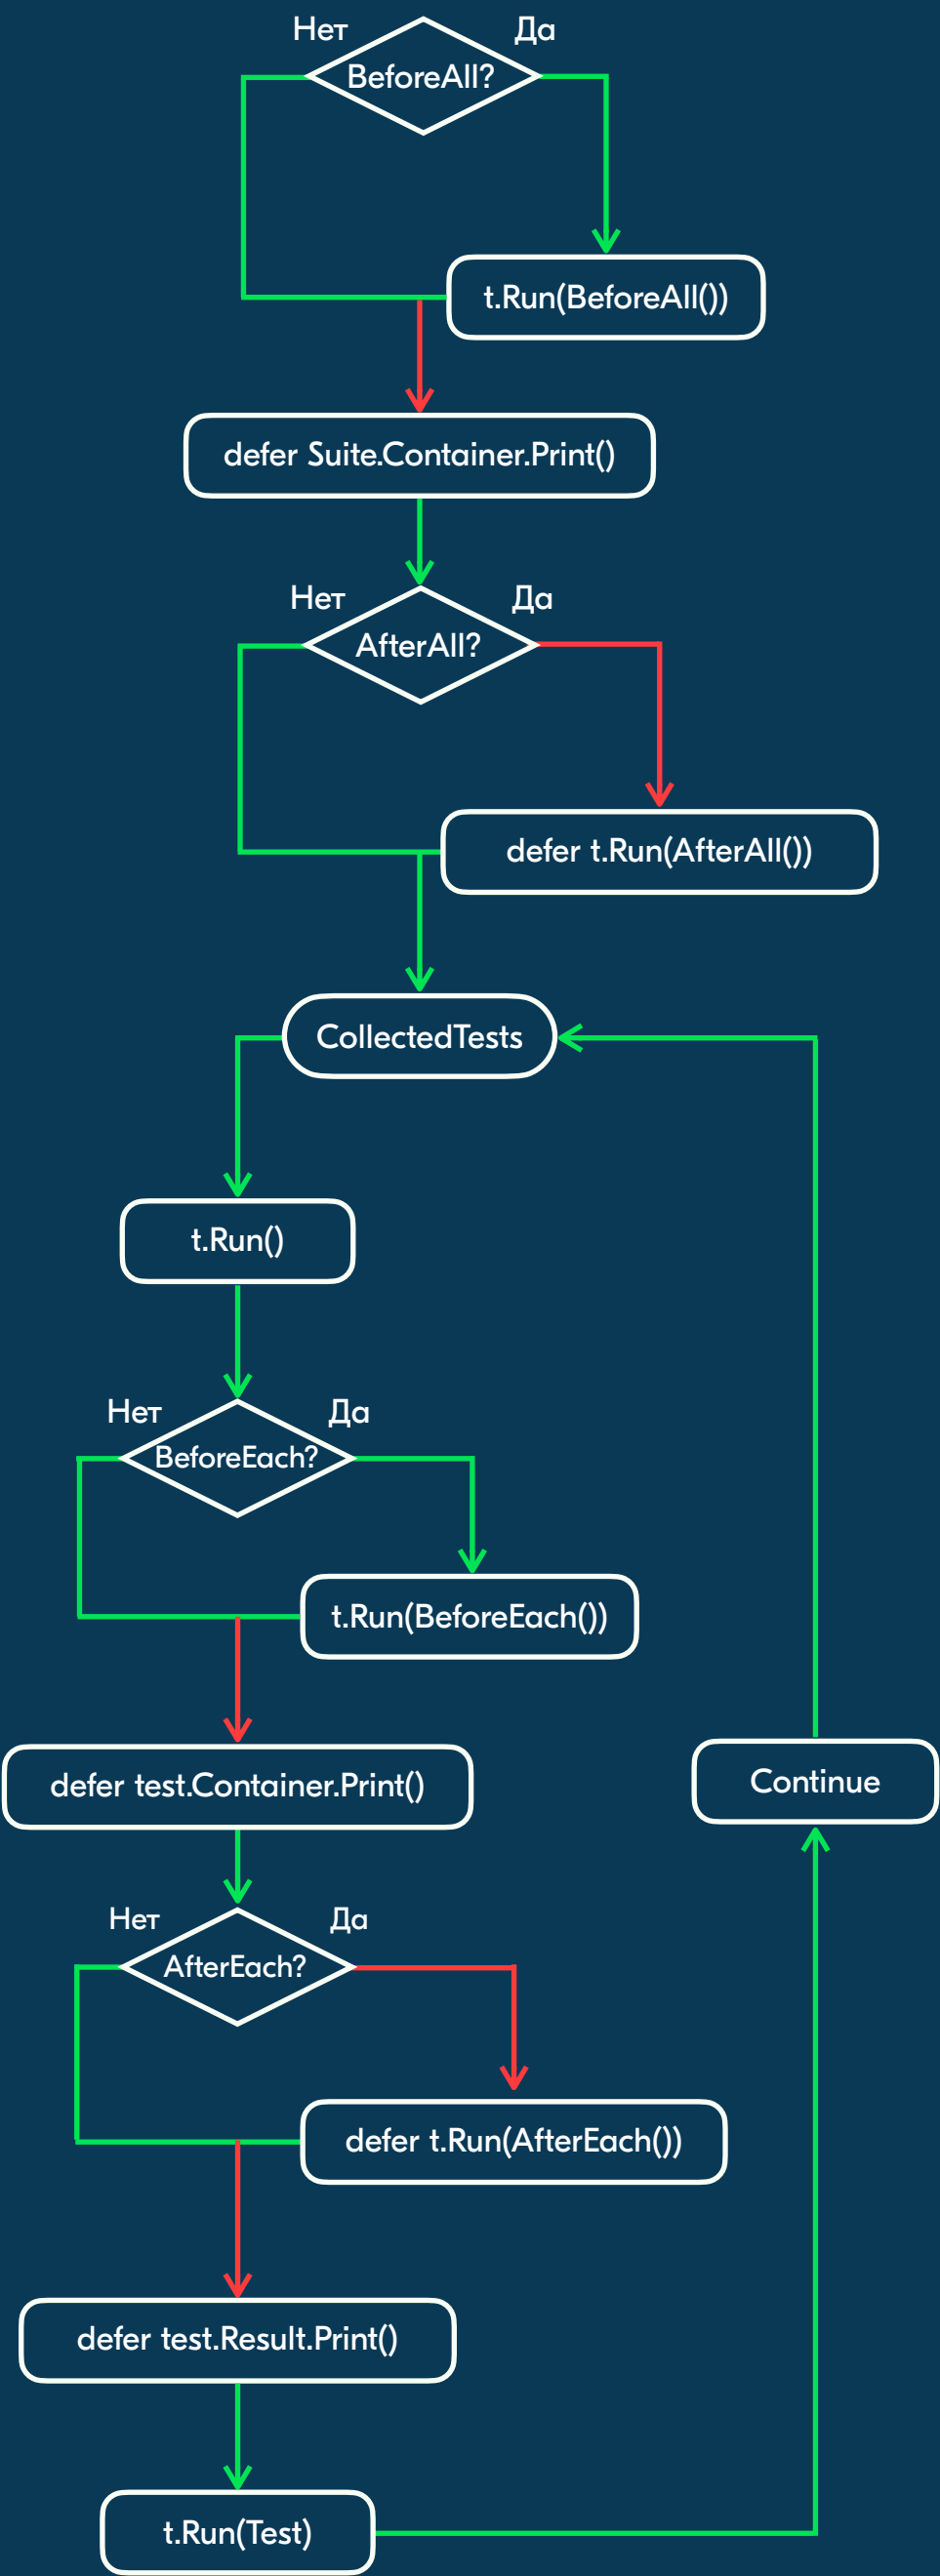 Нет
Да
BeforeAll?
t.Run(BeforeAll())
defer Suite.Container.Print()
Нет
Да
AfterAll?
defer t.Run(AfterAll())
CollectedTests
t.Run()
Нет
Да
BeforeEach?
t.Run(BeforeEach())
defer test.Container.Print()
Continue
Нет
Да
AfterEach?
defer t.Run(AfterEach())
defer test.Result.Print()
t.Run(Test)